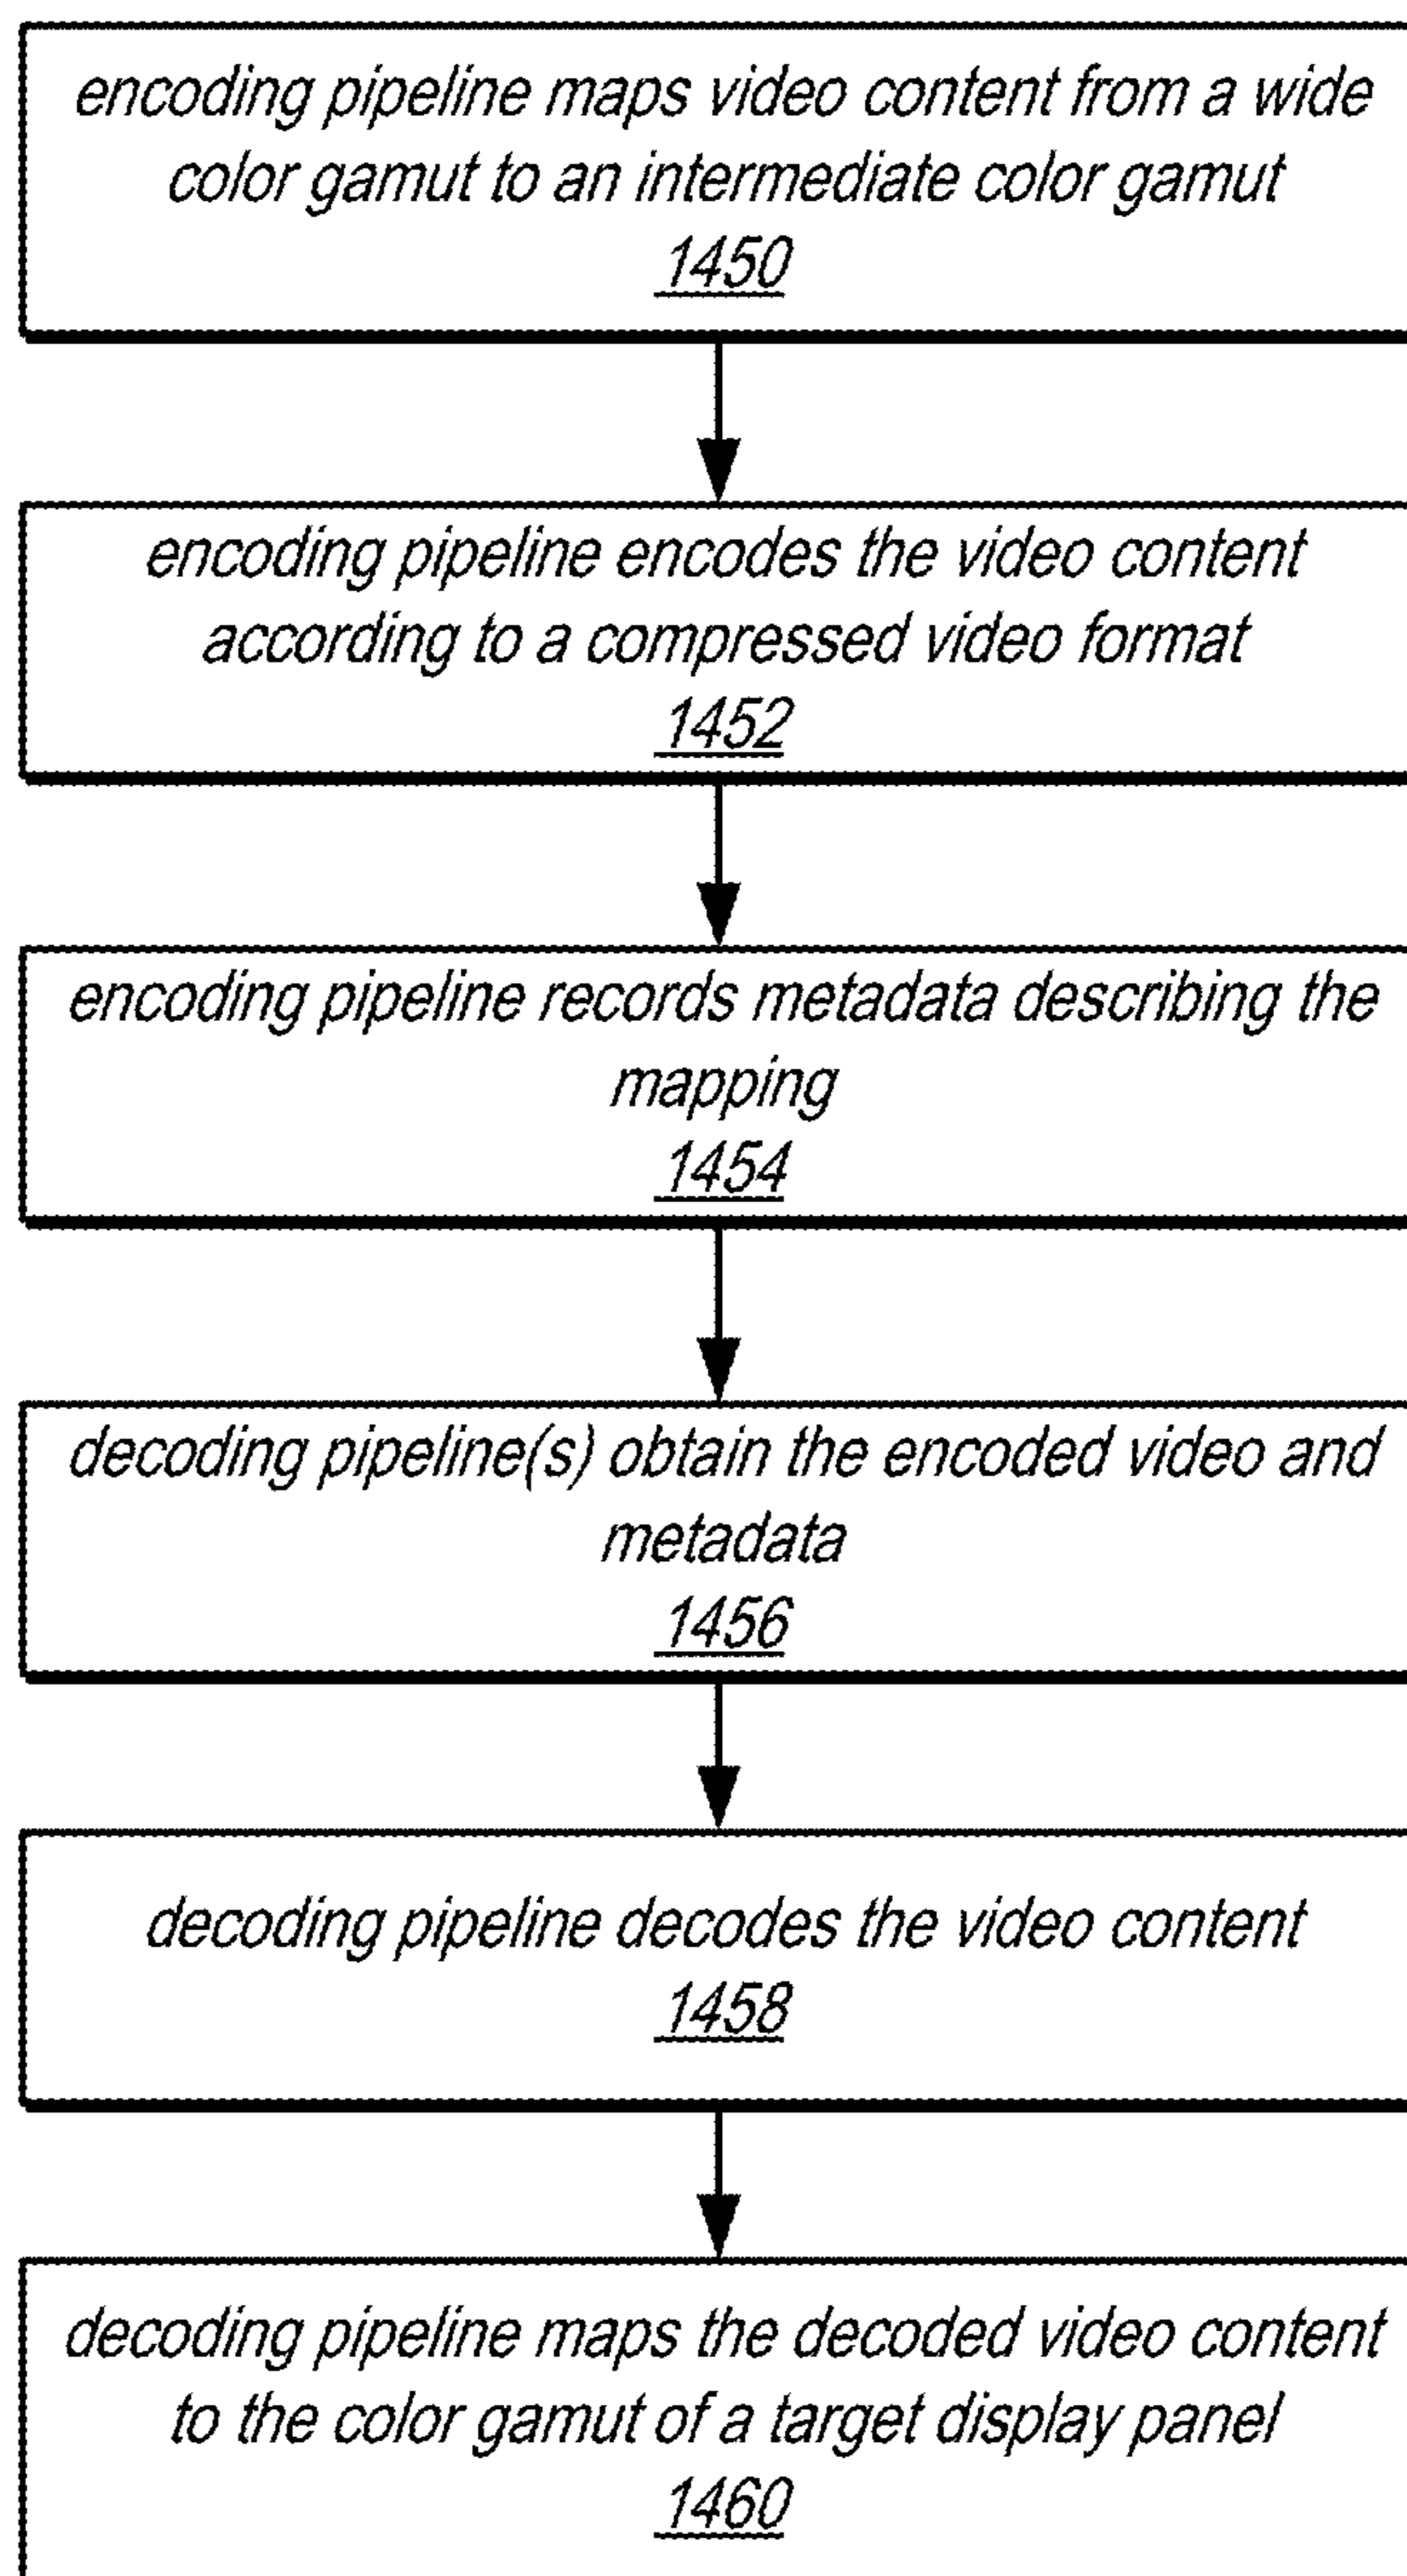 encoding pipeline maps video content from a wide
color gamut to an intermediate color gamut
1450
encoding pipeline encodes the video content
according to a compressed video format
1452
encoding pipeline records metadata describing the
mapping
1454
decoding pipeline(s) obtain the encoded video and
metadata
1456
decoding pipeline decodes the video content
1458
decoding pipeline maps the decoded video content
to the color gamut of a target display panel
1460